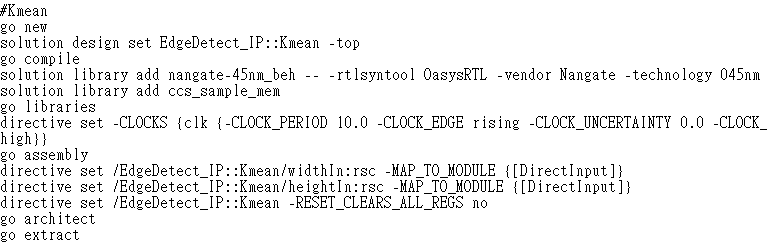 #Kmean
go new
solution design set EdgeDetect_IP::Kmean -top
go compile
solution library add nangate-45nm_beh -- -rtlsyntool OasysRTL -vendor Nangate -technology 045nm
solution library add ccs_sample_mem
go libraries
directive set -CLOCKS {clk {-CLOCK_PERIOD 10.0 -CLOCK_EDGE rising -CLOCK_UNCERTAINTY 0.0 -CLOCK_
high}}
go assembly
directive set /EdgeDetect_IP::Kmean/widthIn:rsc -MAP_TO_MODULE {[DirectInput]}
directive set /EdgeDetect_IP::Kmean/heightIn:rsc -MAP_TO_MODULE {[DirectInput]}
directive set /EdgeDetect_IP::Kmean -RESET_CLEARS_ALL_REGS no
go architect
go extract